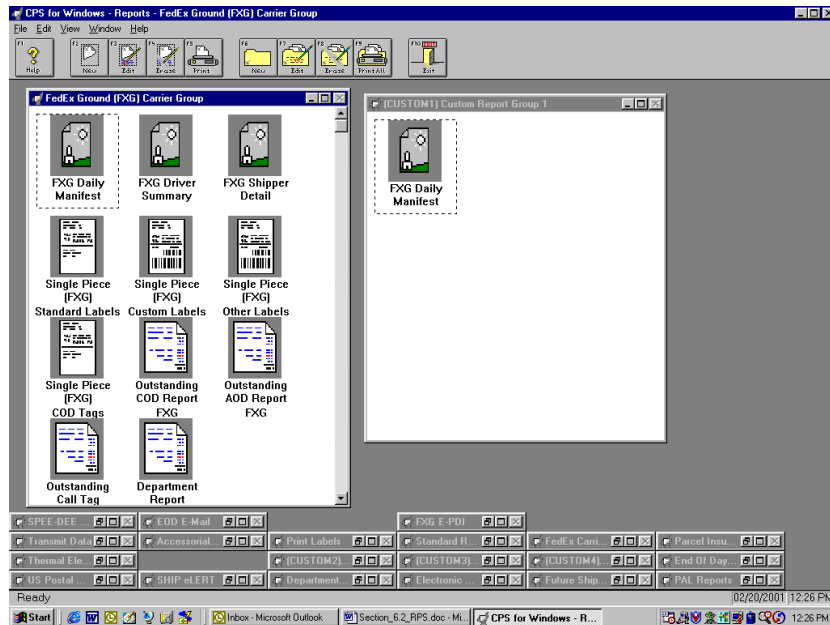 CPS for Windows - Reports - FedEx Ground (FXG) Carrier Group
File Edit View Window Help
F1 F2 F3 F4 F5 F6 F7 F8 F9 F10
Help New Edit Erase Print New Edit Erase Print All Exit
FedEx Ground (FXG) Carrier Group
(CUSTOM1) Custom Report Group 1
FXG Daily Manifest
FXG Driver Summary
FXG Shipper Detail
FXG Daily Manifest
Single Piece (FXG) Standard Labels
Single Piece (FXG) Custom Labels
Single Piece (FXG) Other Labels
Single Piece (FXG) COD Tags
Outstanding COD Report FXG
Outstanding AOD Report FXG
Outstanding Call Tag
Department Report
SPEE-DEE ... EOD E-Mail FXG E-PDI
Transmit Data Accessorial... Print Labels Standard R... FedEx Carri... Parcel Insu...
Thermal Ele... (CUSTOM2)... (CUSTOM3)... (CUSTOM4)... End Of Day...
US Postal ... SHIP eLERT Department... Electronic ... Future Ship... PAL Reports
Ready 02/20/2001 12:26 PM
Start Inbox - Microsoft Outlook Section_6.2_RPS.doc - Mi... CPS for Windows - R... 12:26 PM